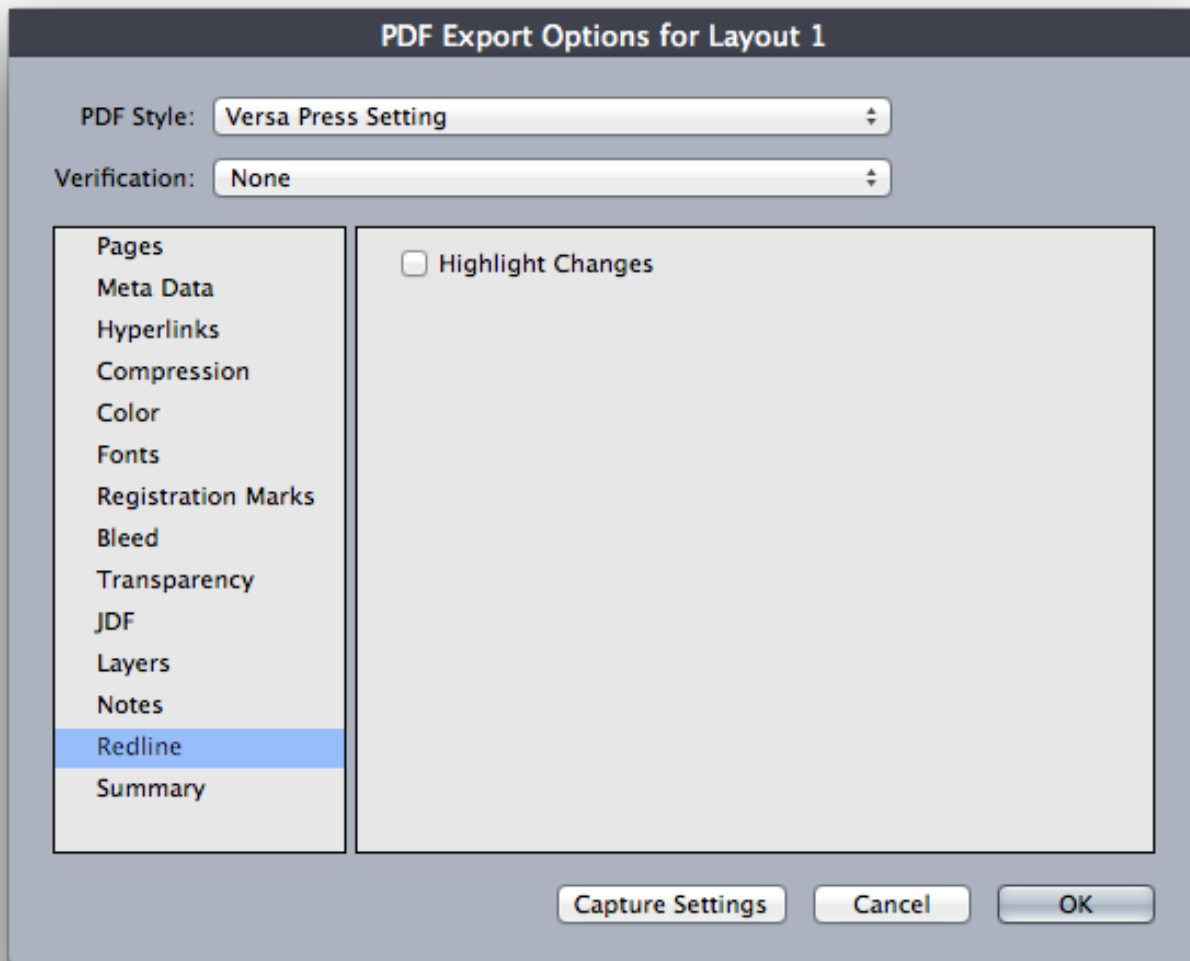 PDF Export Options for Layout 1
PDF Style: Versa Press Setting
Verification: None
Pages
Meta Data
Hyperlinks
Compression
Color
Fonts
Registration Marks
Bleed
Transparency
JDF
Layers
Notes
Redline
Summary
Highlight Changes
Capture Settings Cancel OK